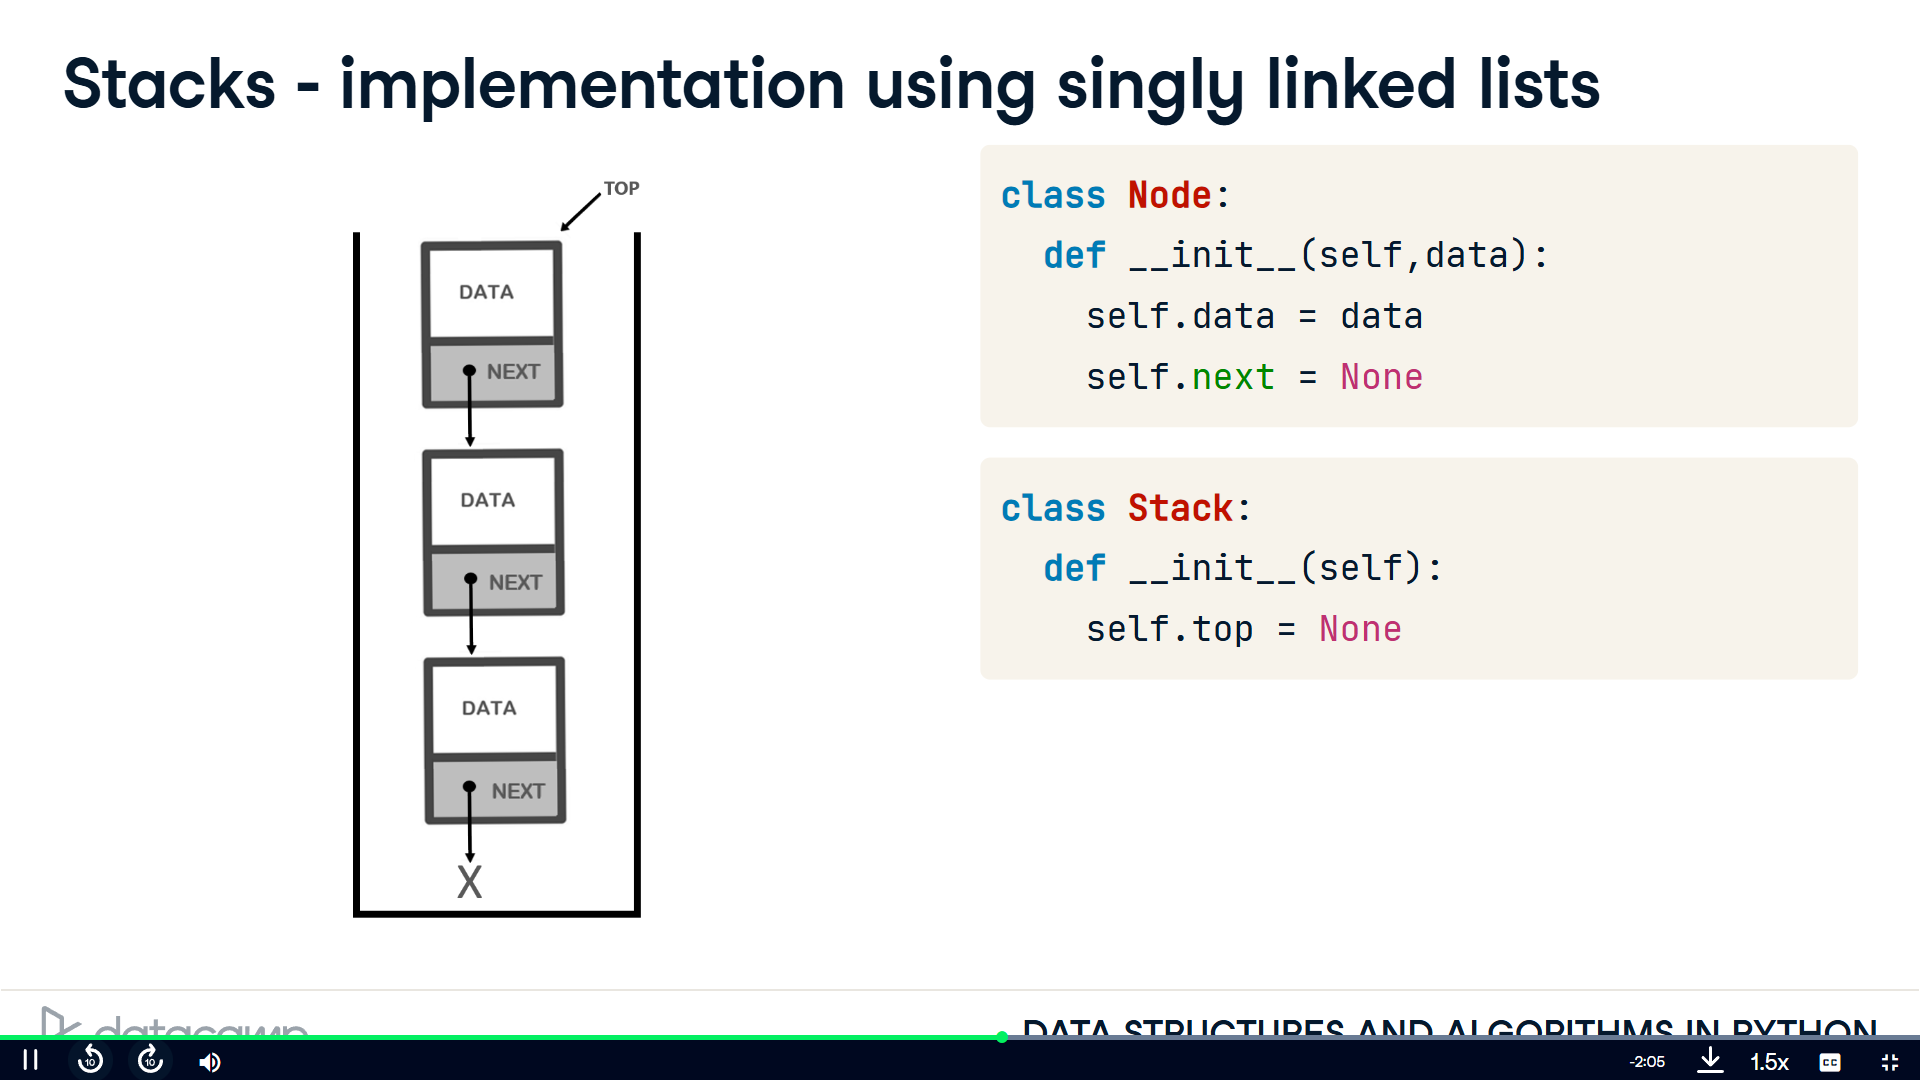 Stacks - implementation using singly linked lists
TOP
DATA
NEXT
DATA
NEXT
DATA
NEXT
X
class Node:
def __init__(self,data):
self.data = data
self.next = None
class Stack:
def __init__(self):
self.top = None
datacamp
DATA STRUCTURES AND ALGORITHMS IN PYTHON
10
10
-2:05
1.5x
CC